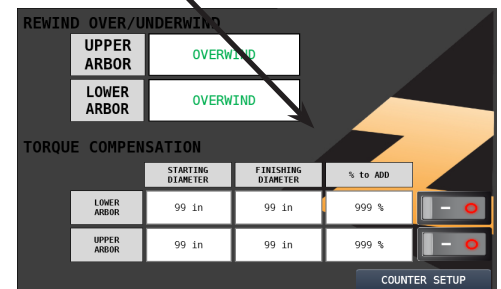 REWIND OVER/UNDERWIND
UPPER
ARBOR
OVERWIND
LOWER
ARBOR
OVERWIND
TORQUE COMPENSATION
STARTING
DIAMETER
FINISHING
DIAMETER
% to ADD
LOWER
ARBOR
99 in
99 in
999 %
UPPER
ARBOR
99 in
99 in
999 %
COUNTER SETUP